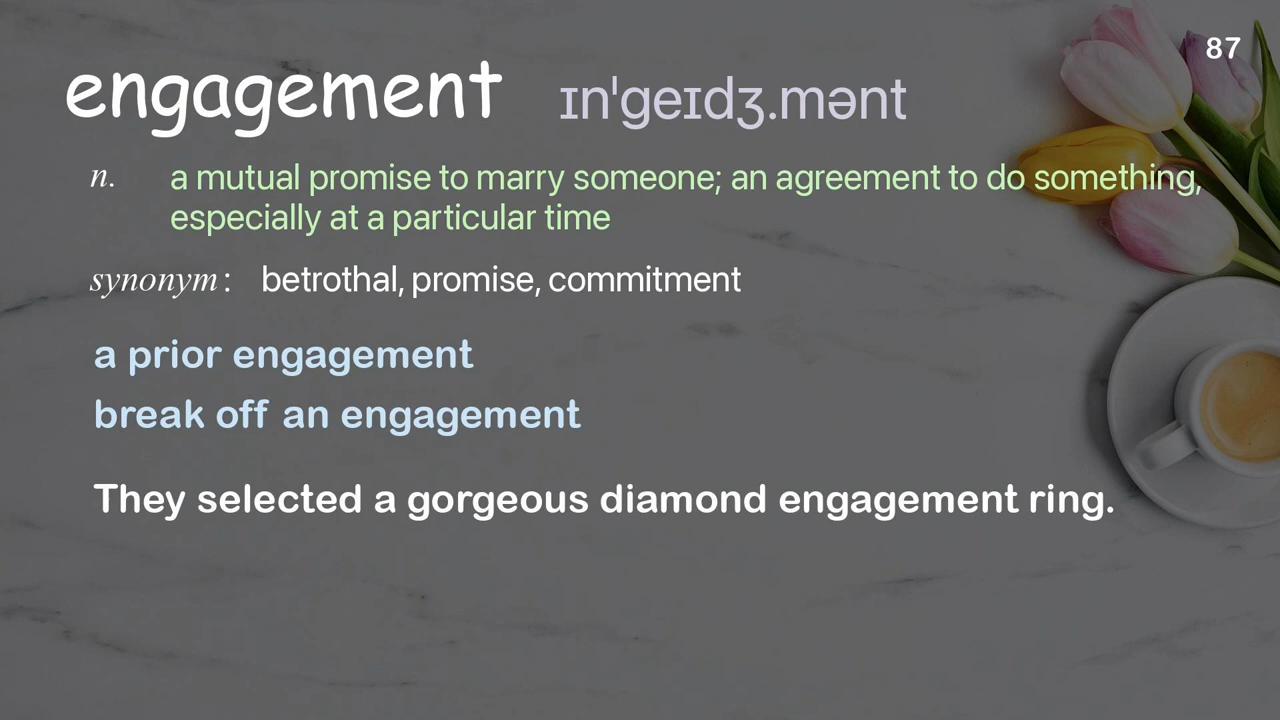 87
engagement ɪnˈgeɪdʒ.mənt
n. a mutual promise to marry someone; an agreement to do something,
especially at a particular time
synonym: betrothal, promise, commitment
a prior engagement
break off an engagement
They selected a gorgeous diamond engagement ring.